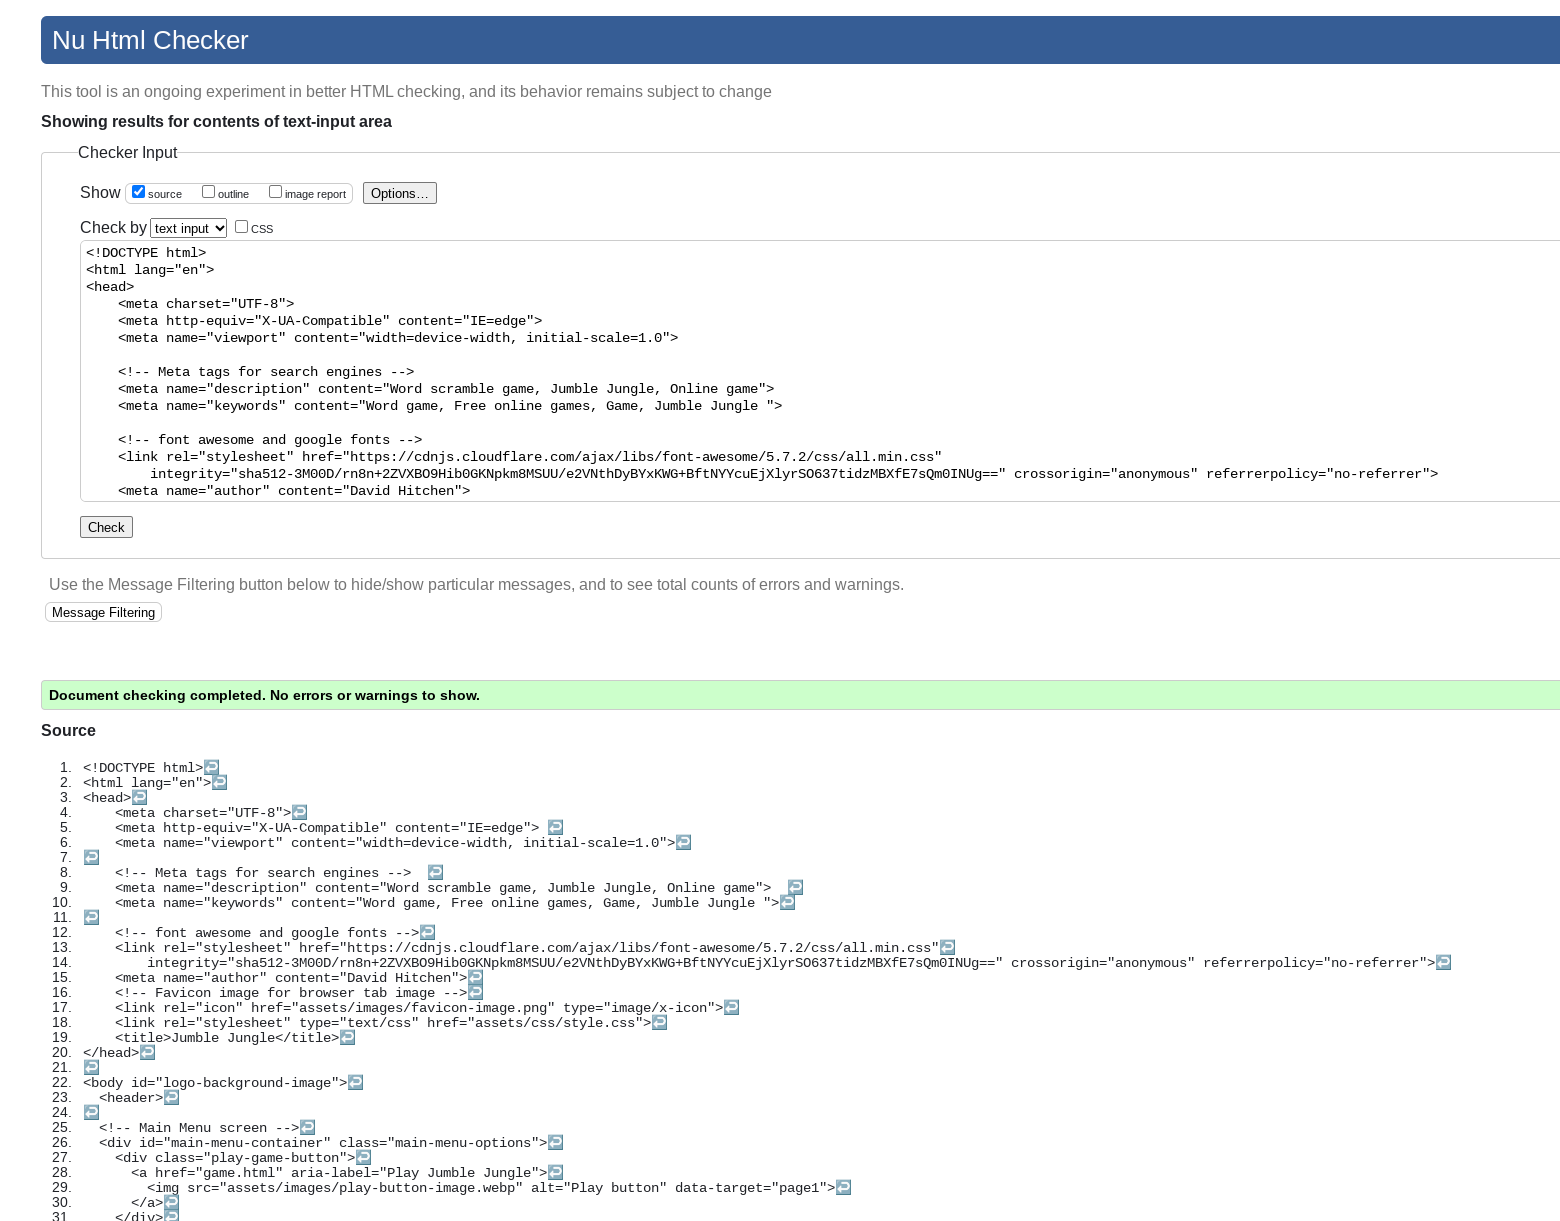 Nu Html Checker
This tool is an ongoing experiment in better HTML checking, and its behavior remains subject to change
Showing results for contents of text-input area
Checker Input
Show source outline image report Options...
Check by text input CSS
<!DOCTYPE html>
<html lang="en">
<head>
    <meta charset="UTF-8">
    <meta http-equiv="X-UA-Compatible" content="IE=edge">
    <meta name="viewport" content="width=device-width, initial-scale=1.0">

    <!-- Meta tags for search engines -->
    <meta name="description" content="Word scramble game, Jumble Jungle, Online game">
    <meta name="keywords" content="Word game, Free online games, Game, Jumble Jungle ">

    <!-- font awesome and google fonts -->
    <link rel="stylesheet" href="https://cdnjs.cloudflare.com/ajax/libs/font-awesome/5.7.2/css/all.min.css"
        integrity="sha512-3M00D/rn8n+2ZVXBO9Hib0GKNpkm8MSUU/e2VNthDyBYxKWG+BftNYYcuEjXlyrSO637tidzMBXfE7sQm0INUg==" crossorigin="anonymous" referrerpolicy="no-referrer">
    <meta name="author" content="David Hitchen">
Check
Use the Message Filtering button below to hide/show particular messages, and to see total counts of errors and warnings.
Message Filtering
Document checking completed. No errors or warnings to show.
Source
1. <!DOCTYPE html>↩
2. <html lang="en">↩
3. <head>↩
4.     <meta charset="UTF-8">↩
5.     <meta http-equiv="X-UA-Compatible" content="IE=edge"> ↩
6.     <meta name="viewport" content="width=device-width, initial-scale=1.0">↩
7. ↩
8.     <!-- Meta tags for search engines -->  ↩
9.     <meta name="description" content="Word scramble game, Jumble Jungle, Online game">  ↩
10.     <meta name="keywords" content="Word game, Free online games, Game, Jumble Jungle ">↩
11. ↩
12.     <!-- font awesome and google fonts -->↩
13.     <link rel="stylesheet" href="https://cdnjs.cloudflare.com/ajax/libs/font-awesome/5.7.2/css/all.min.css"↩
14.         integrity="sha512-3M00D/rn8n+2ZVXBO9Hib0GKNpkm8MSUU/e2VNthDyBYxKWG+BftNYYcuEjXlyrSO637tidzMBXfE7sQm0INUg==" crossorigin="anonymous" referrerpolicy="no-referrer">↩
15.     <meta name="author" content="David Hitchen">↩
16.     <!-- Favicon image for browser tab image -->↩
17.     <link rel="icon" href="assets/images/favicon-image.png" type="image/x-icon">↩
18.     <link rel="stylesheet" type="text/css" href="assets/css/style.css">↩
19.     <title>Jumble Jungle</title>↩
20. </head>↩
21. ↩
22. <body id="logo-background-image">↩
23.   <header>↩
24. ↩
25.   <!-- Main Menu screen -->↩
26.   <div id="main-menu-container" class="main-menu-options">↩
27.     <div class="play-game-button">↩
28.       <a href="game.html" aria-label="Play Jumble Jungle">↩
29.         <img src="assets/images/play-button-image.webp" alt="Play button" data-target="page1">↩
30.       </a>↩
31.     </div>↩